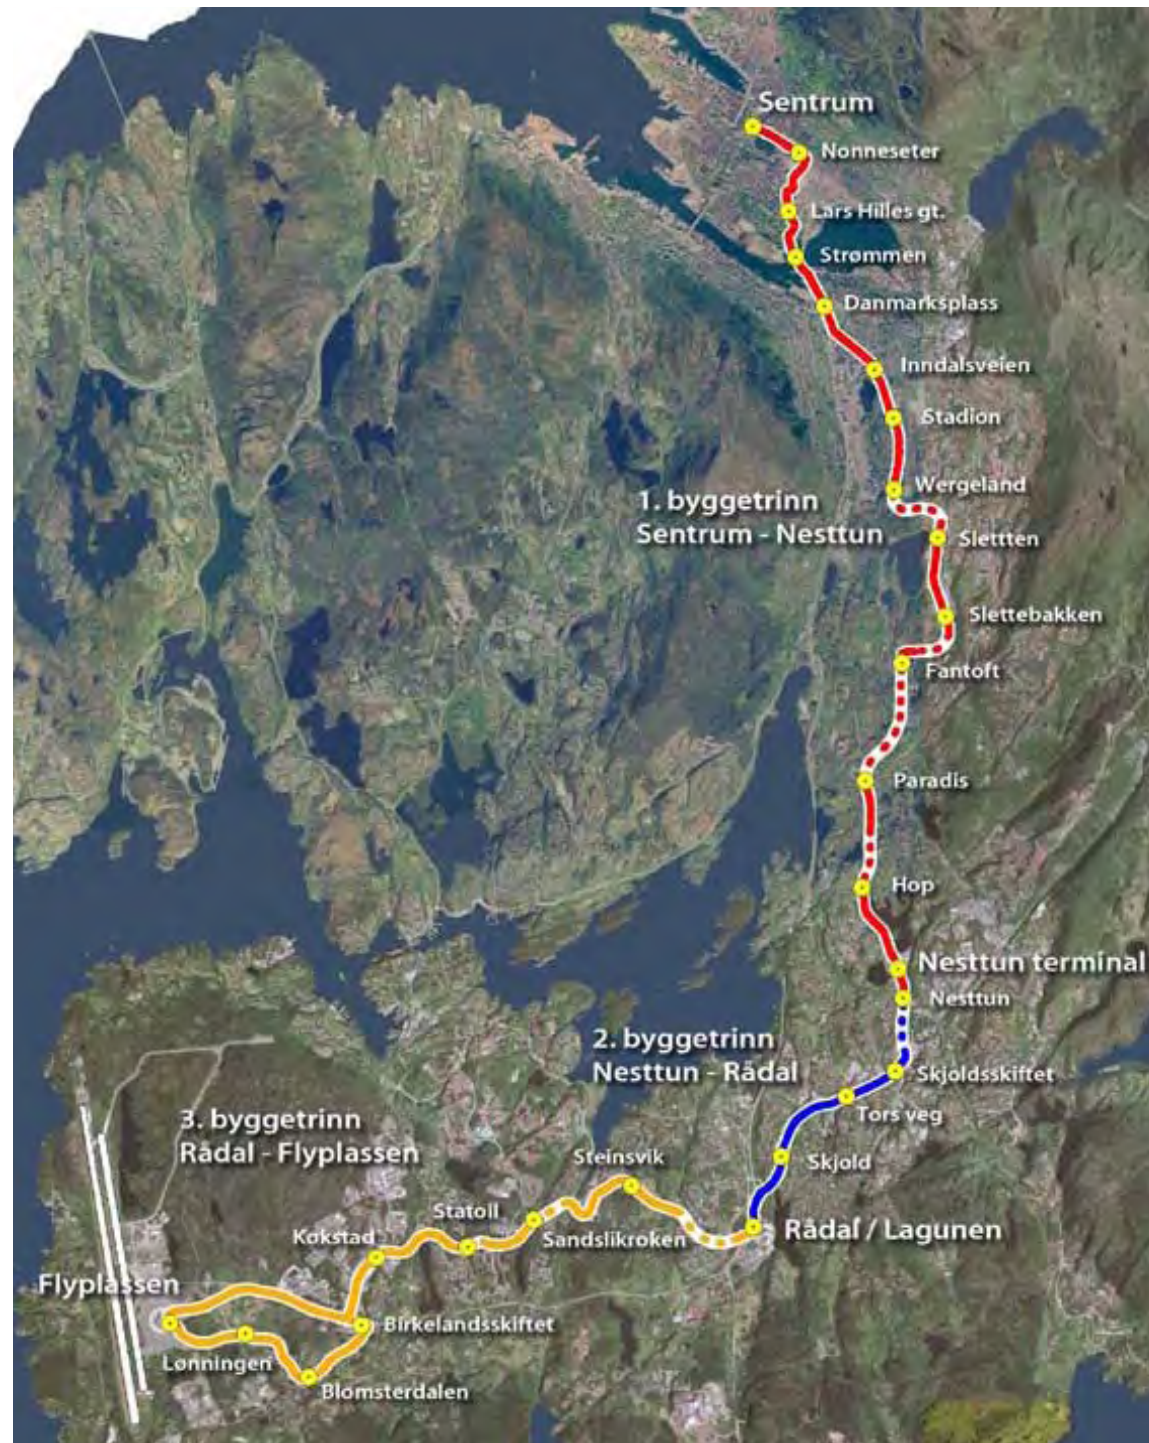 Sentrum
Nonneseter
Lars Hilles gt.
Strømmen
Danmarksplass
Inndalsveien
Stadion
Wergeland
1. byggetrinn
Sentrum - Nesttun
Slettten
Slettebakken
Fantoft
Paradis
Hop
Nesttun terminal
Nesttun
2. byggetrinn
Nesttun - Rådal
Skjoldsskiftet
Tors veg
3. byggetrinn
Rådal - Flyplassen
Skjold
Steinsvik
Statoil
Sandslikroken
Rådal / Lagunen
Kokstad
Flyplassen
Birkelandsskiftet
Lønningen
Blomsterdalen